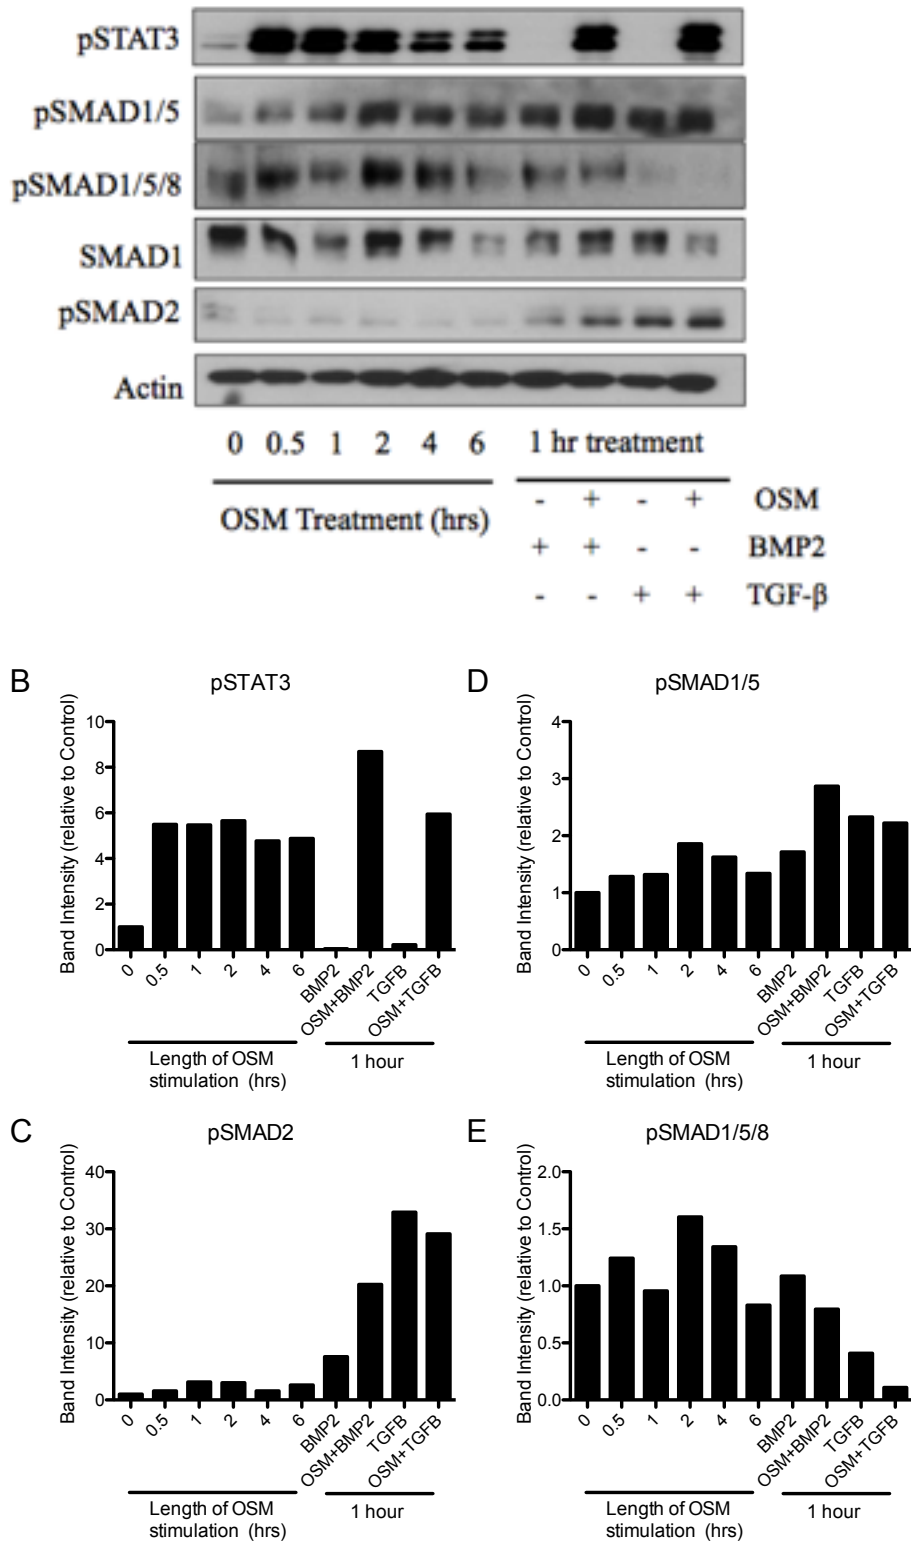 pSTAT3
pSMAD1/5
pSMAD1/5/8
SMAD1
pSMAD2
Actin
0 0.5 1 2 4 6 1 hr treatment
OSM Treatment (hrs)
- + - + OSM
+ + - - BMP2
- - + + TGF-β
B
pSTAT3
Band Intensity (relative to Control)
10
8
6
4
2
0
0 0.5 1 2 4 6 BMP2 OSM+BMP2 TGFB OSM+TGFB
Length of OSM
stimulation (hrs)
1 hour
D
pSMAD1/5
Band Intensity (relative to Control)
4
3
2
1
0
0 0.5 1 2 4 6 BMP2 OSM+BMP2 TGFB OSM+TGFB
Length of OSM
stimulation (hrs)
1 hour
C
pSMAD2
Band Intensity (relative to Control)
40
30
20
10
0
0 0.5 1 2 4 6 BMP2 OSM+BMP2 TGFB OSM+TGFB
Length of OSM
stimulation (hrs)
1 hour
E
pSMAD1/5/8
Band Intensity (relative to Control)
2.0
1.5
1.0
0.5
0.0
0 0.5 1 2 4 6 BMP2 OSM+BMP2 TGFB OSM+TGFB
Length of OSM
stimulation (hrs)
1 hour